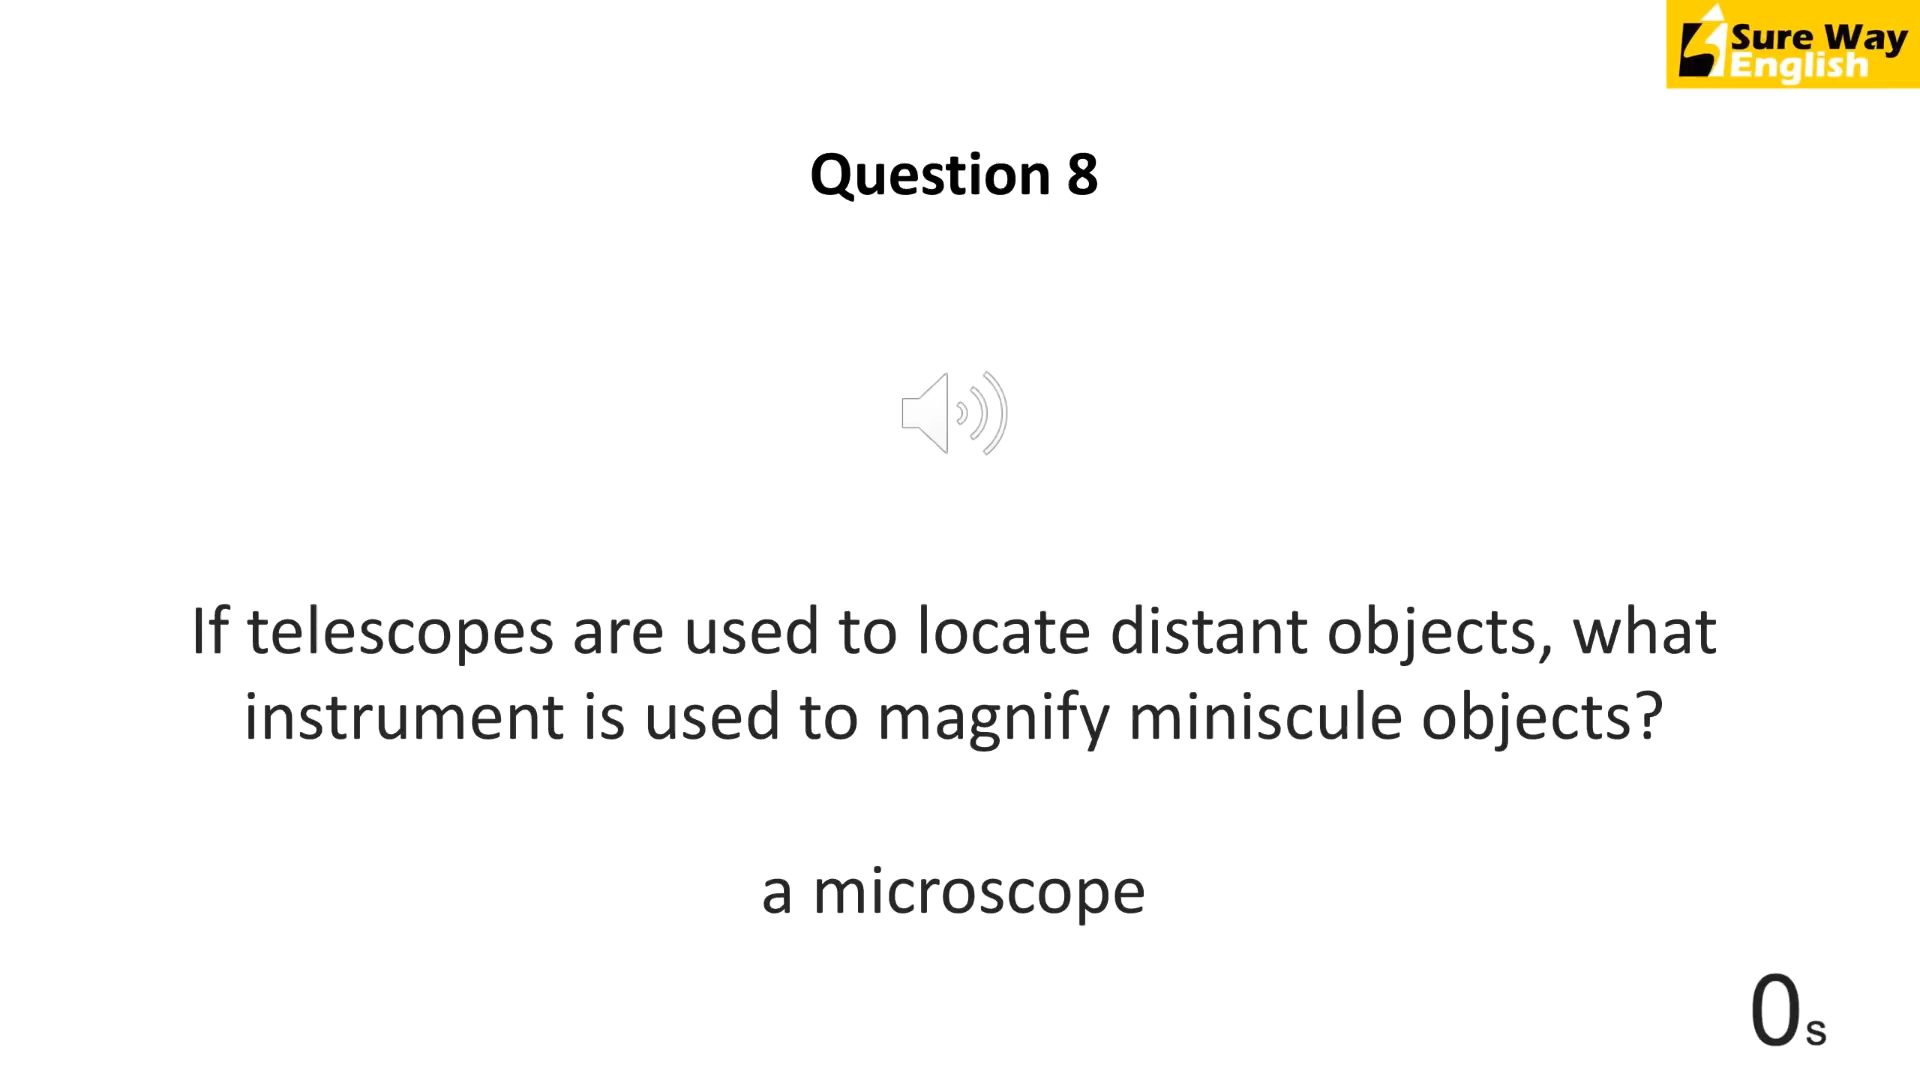 Sure Way
English
Question 8
If telescopes are used to locate distant objects, what
instrument is used to magnify miniscule objects?
a microscope
0s